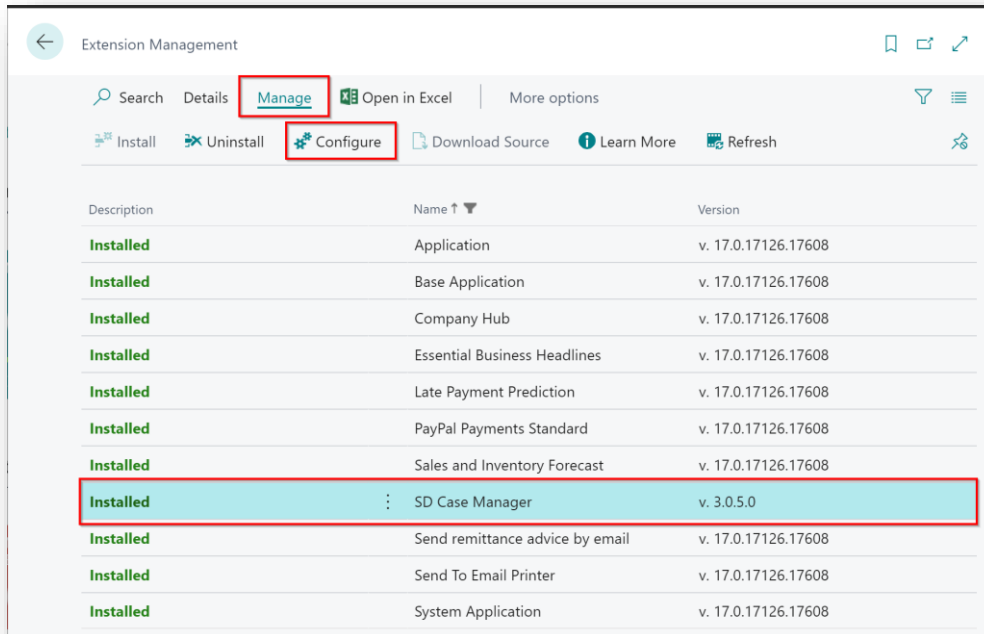 Extension Management
Search Details Manage Open in Excel More options
Install Uninstall Configure Download Source Learn More Refresh
Description Name Version
Installed Application v. 17.0.17126.17608
Installed Base Application v. 17.0.17126.17608
Installed Company Hub v. 17.0.17126.17608
Installed Essential Business Headlines v. 17.0.17126.17608
Installed Late Payment Prediction v. 17.0.17126.17608
Installed PayPal Payments Standard v. 17.0.17126.17608
Installed Sales and Inventory Forecast v. 17.0.17126.17608
Installed SD Case Manager v. 3.0.5.0
Installed Send remittance advice by email v. 17.0.17126.17608
Installed Send To Email Printer v. 17.0.17126.17608
Installed System Application v. 17.0.17126.17608